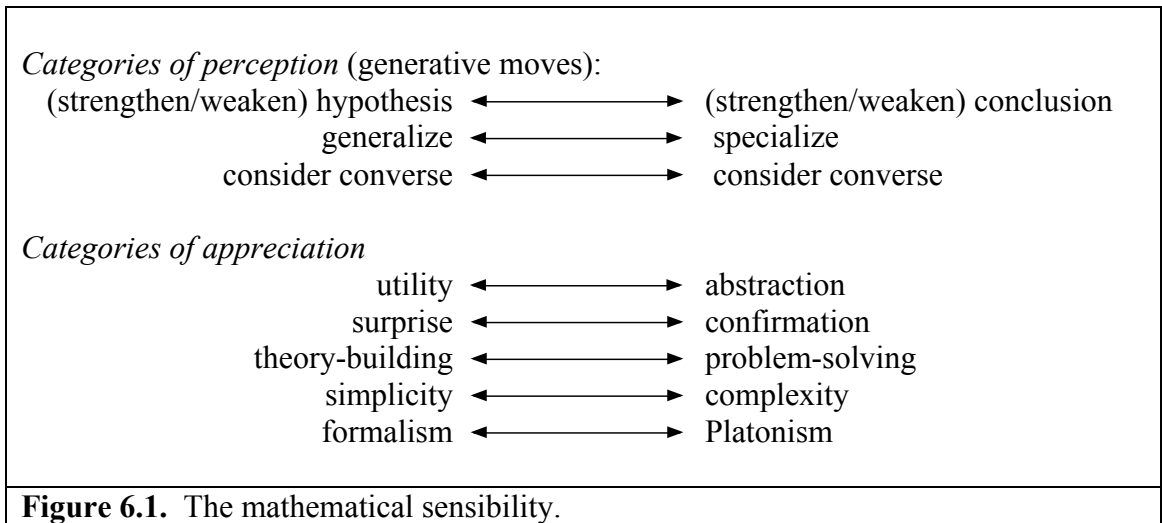 Categories of perception (generative moves):
(strengthen/weaken) hypothesis (strengthen/weaken) conclusion
generalize specialize
consider converse consider converse
Categories of appreciation
utility abstraction
surprise confirmation
theory-building problem-solving
simplicity complexity
formalism Platonism
Figure 6.1. The mathematical sensibility.